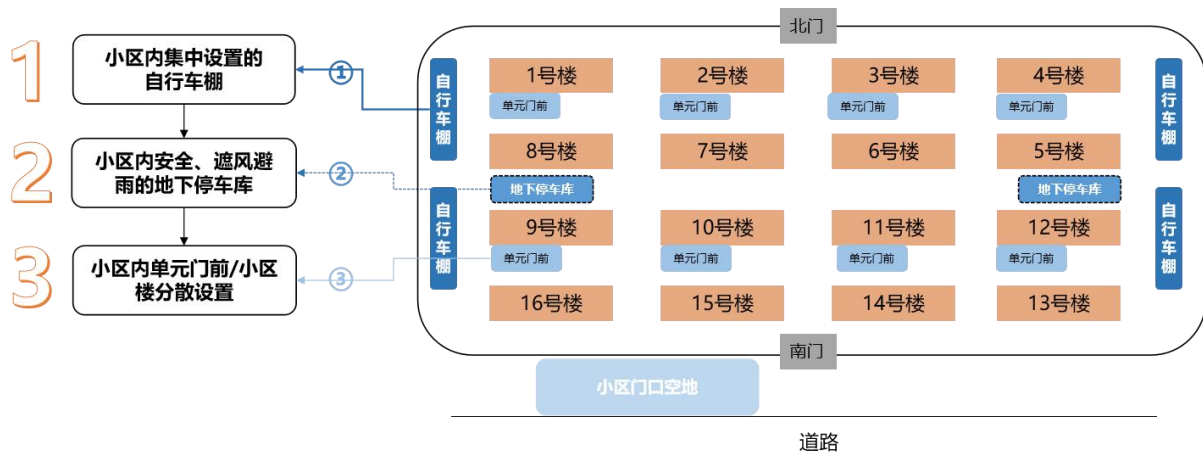 1
小区内集中设置的
自行车棚
2
小区内安全、遮风避
雨的地下停车库
3
小区内单元门前/小区
楼分散设置
①
②
③
北门
自行车棚
1号楼
2号楼
3号楼
4号楼
自行车棚
单元门前
单元门前
单元门前
单元门前
8号楼
7号楼
6号楼
5号楼
地下停车库
地下停车库
自行车棚
9号楼
10号楼
11号楼
12号楼
自行车棚
单元门前
单元门前
单元门前
单元门前
16号楼
15号楼
14号楼
13号楼
南门
小区门口空地
道路